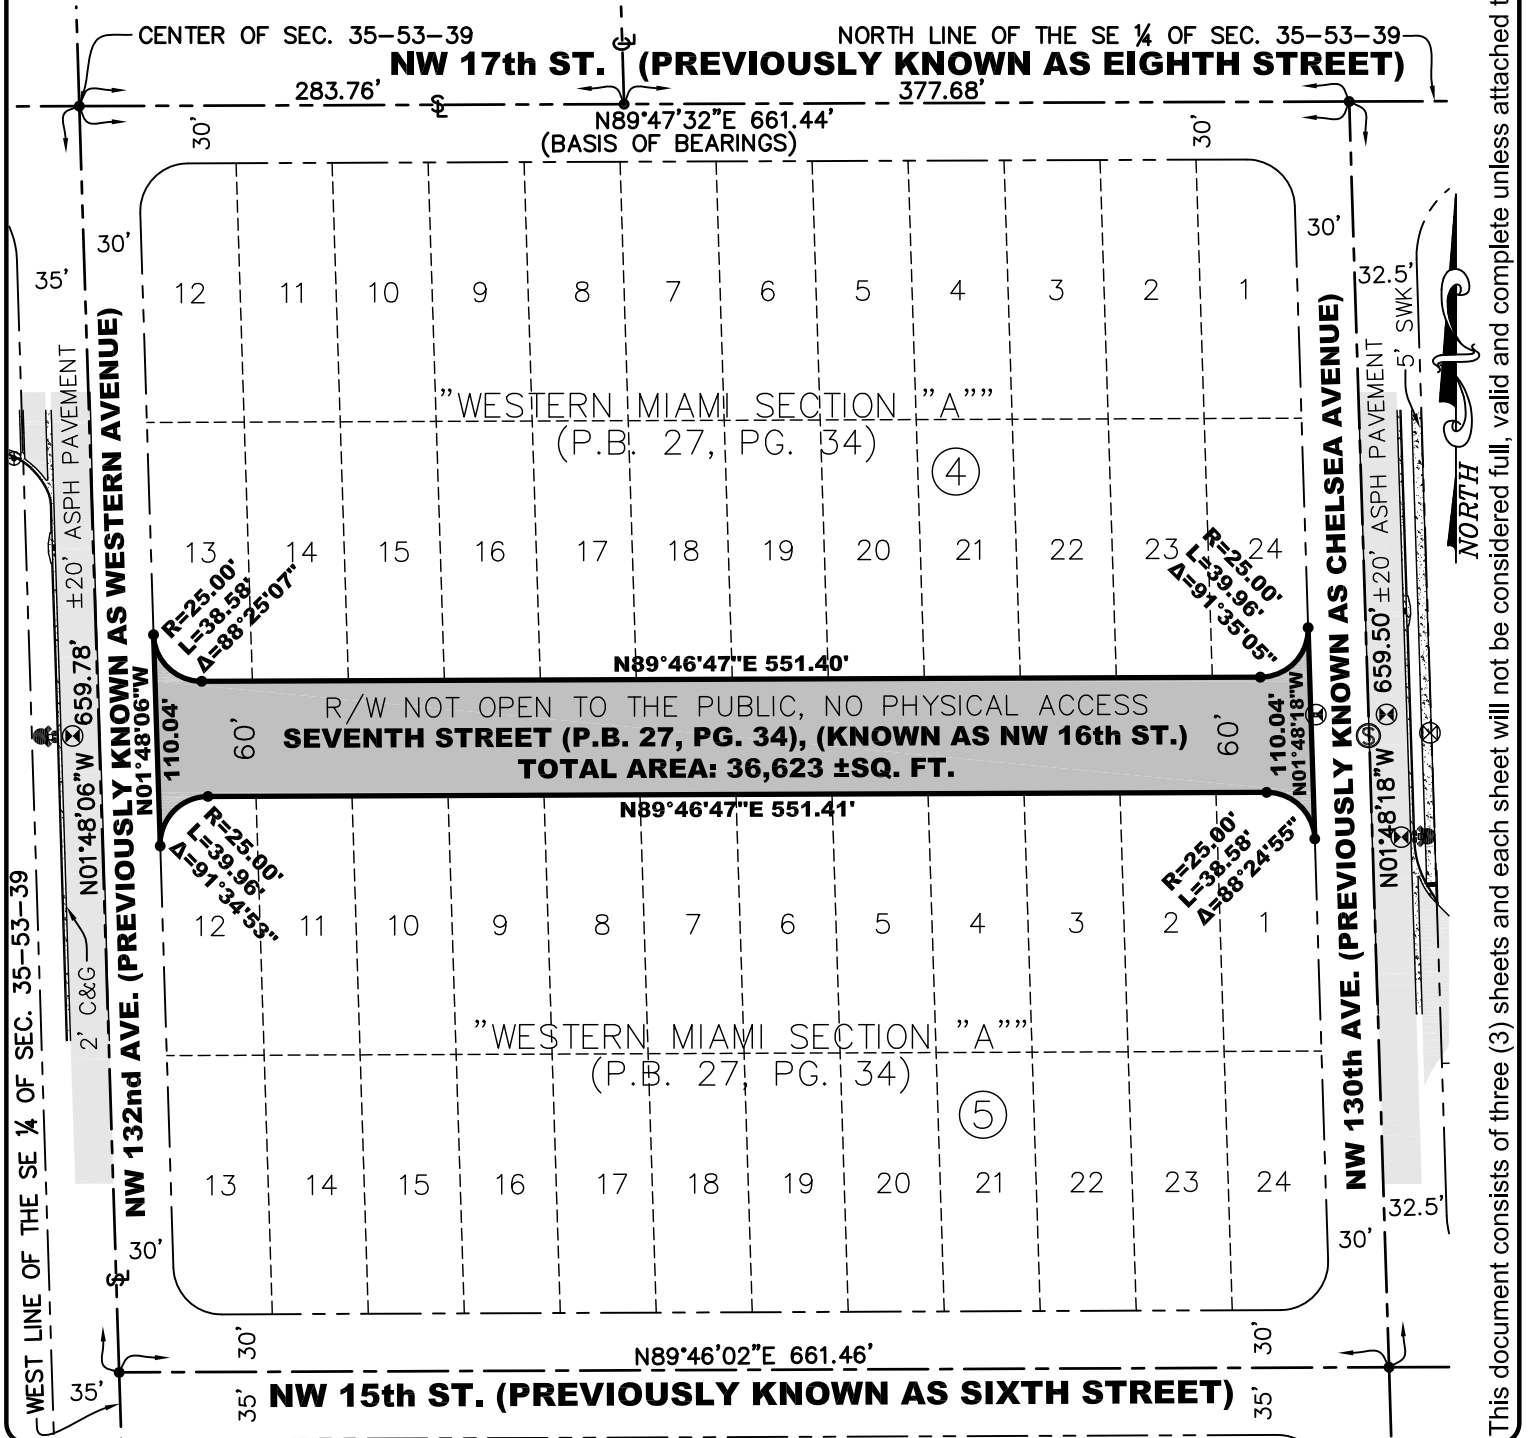 CENTER OF SEC. 35-53-39
NORTH LINE OF THE SE ¼ OF SEC. 35-53-39
NW 17th ST. (PREVIOUSLY KNOWN AS EIGHTH STREET)
283.76'
377.68'
N89°47'32"E 661.44'
(BASIS OF BEARINGS)
30'
30'
30'
30'
35'
32.5'
5' SWK
12 11 10 9 8 7 6 5 4 3 2 1
"WESTERN MIAMI SECTION "A""
(P.B. 27, PG. 34)
4
13 14 15 16 17 18 19 20 21 22 23 24
R=25.00'
L=38.58'
Δ=88°25'07"
R=25.00'
L=39.96'
Δ=91°35'05"
N89°46'47"E 551.40'
R/W NOT OPEN TO THE PUBLIC, NO PHYSICAL ACCESS
SEVENTH STREET (P.B. 27, PG. 34), (KNOWN AS NW 16th ST.)
TOTAL AREA: 36,623 ±SQ. FT.
60'
60'
N01°48'06"W
110.04'
110.04'
N01°48'18"W
N89°46'47"E 551.41'
R=25.00'
L=39.96'
Δ=91°34'53"
R=25.00'
L=38.58'
Δ=88°24'55"
12 11 10 9 8 7 6 5 4 3 2 1
"WESTERN MIAMI SECTION "A""
(P.B. 27, PG. 34)
5
13 14 15 16 17 18 19 20 21 22 23 24
NW 132nd AVE. (PREVIOUSLY KNOWN AS WESTERN AVENUE)
N01°48'06"W 659.78'
±20' ASPH PAVEMENT
2' C&G
WEST LINE OF THE SE ¼ OF SEC. 35-53-39
NW 130th AVE. (PREVIOUSLY KNOWN AS CHELSEA AVENUE)
N01°48'18"W 659.50'
±20' ASPH PAVEMENT
S
NORTH
30'
30'
32.5'
30'
30'
N89°46'02"E 661.46'
NW 15th ST. (PREVIOUSLY KNOWN AS SIXTH STREET)
35'
35'
35'
This document consists of three (3) sheets and each sheet will not be considered full, valid and complete unless attached t